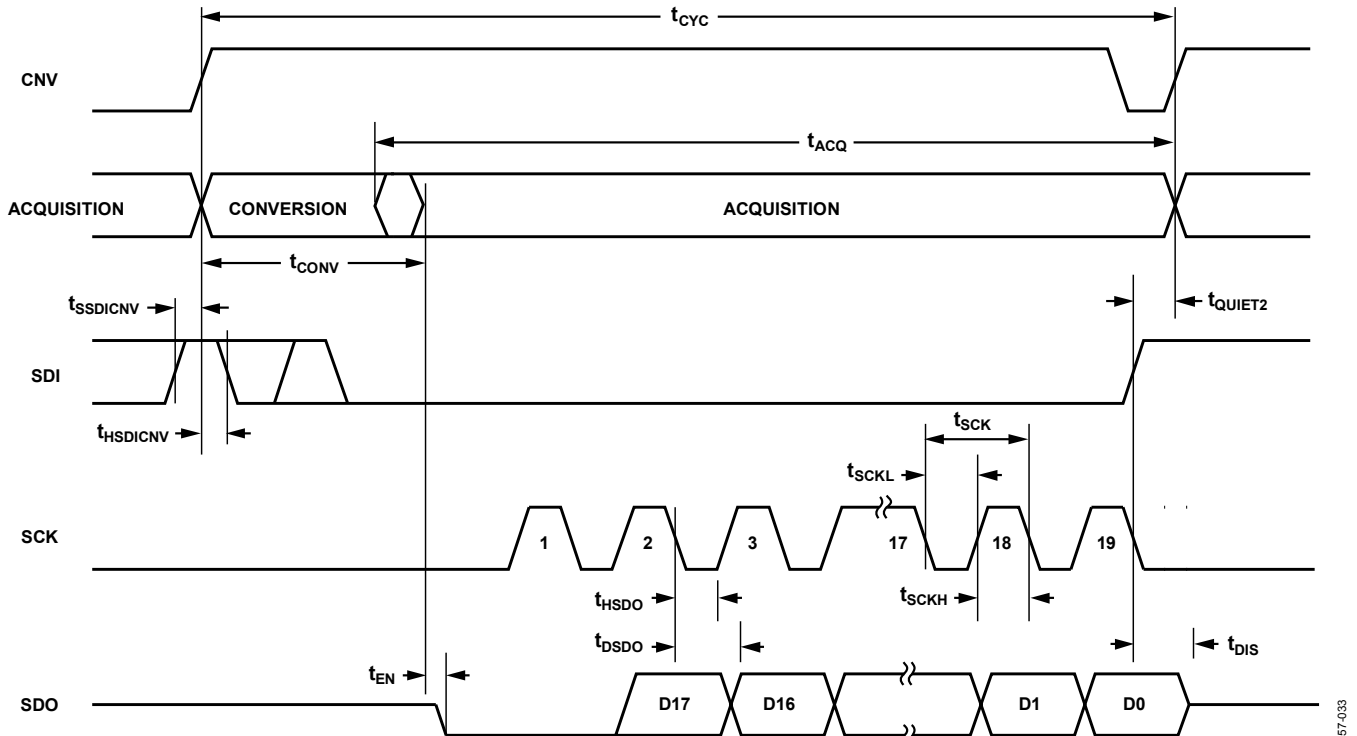 tCYC
CNV
tACQ
ACQUISITION
CONVERSION
ACQUISITION
tCONV
tSSDICNV
tQUIET2
SDI
tHSDICNV
tSCK
tSCKL
SCK
1
2
3
17
18
19
tHSDO
tSCKH
tDSDO
tDIS
tEN
SDO
D17
D16
D1
D0
57-033